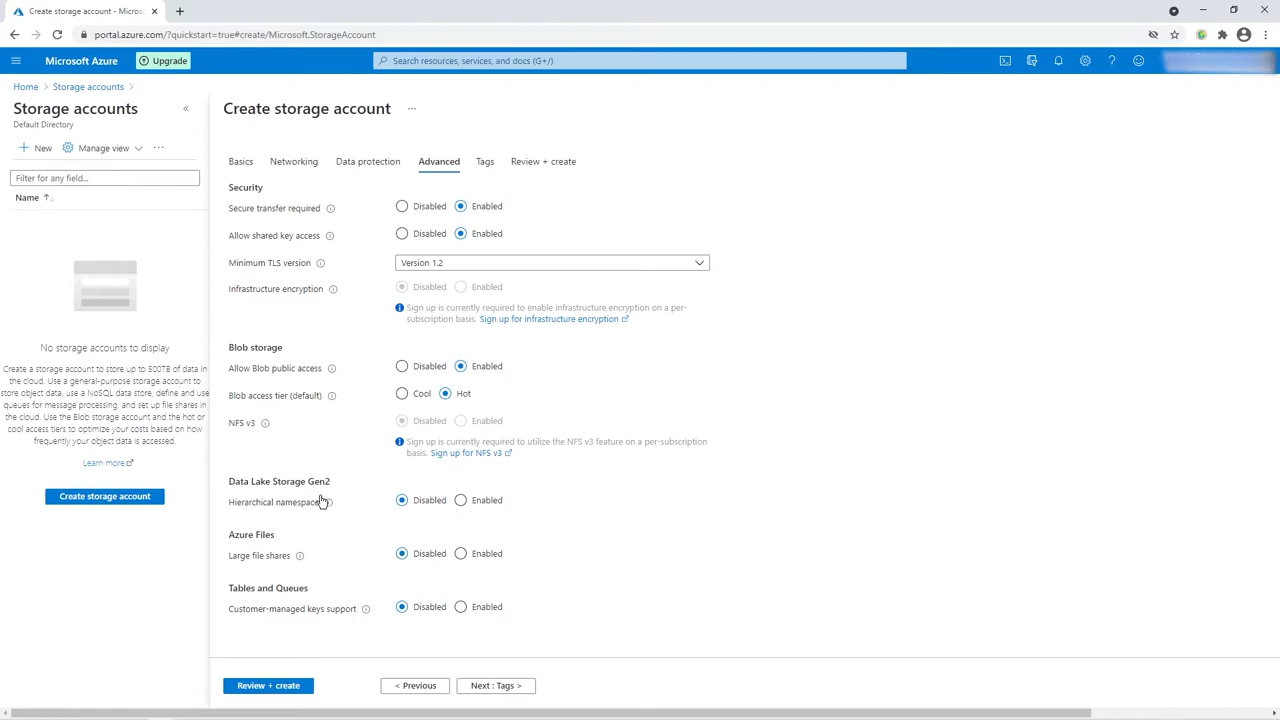 Create storage account - Micros
portal.azure.com/?quickstart=true#create/Microsoft.StorageAccount
Microsoft Azure
Upgrade
Search resources, services, and docs (G+/)
Home > Storage accounts >
Storage accounts
Default Directory
New
Manage view
Filter for any field...
Name
No storage accounts to display
Create a storage account to store up to 500TB of data in
the cloud. Use a general-purpose storage account to
store object data, use a NoSQL data store, define and use
queues for message processing, and set up file shares in
the cloud. Use the Blob storage account and the hot or
cool access tiers to optimize your costs based on how
frequently your object data is accessed.
Learn more
Create storage account
Create storage account ...
Basics Networking Data protection Advanced Tags Review + create
Security
Secure transfer required Disabled Enabled
Allow shared key access Disabled Enabled
Minimum TLS version Version 1.2
Infrastructure encryption Disabled Enabled
Sign up is currently required to enable infrastructure encryption on a per-
subscription basis. Sign up for infrastructure encryption
Blob storage
Allow Blob public access Disabled Enabled
Blob access tier (default) Cool Hot
NFS v3 Disabled Enabled
Sign up is currently required to utilize the NFS v3 feature on a per-subscription
basis. Sign up for NFS v3
Data Lake Storage Gen2
Hierarchical namespace Disabled Enabled
Azure Files
Large file shares Disabled Enabled
Tables and Queues
Customer-managed keys support Disabled Enabled
Review + create
< Previous
Next : Tags >